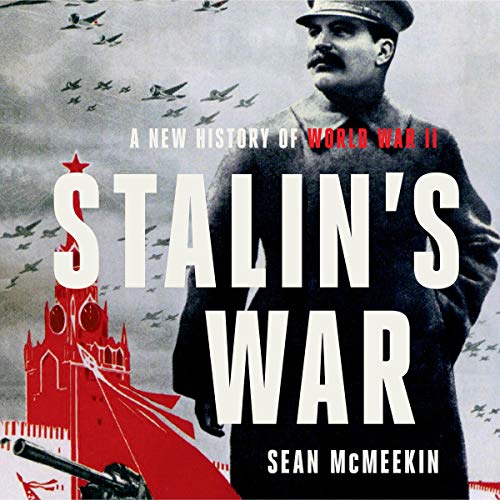 A NEW HISTORY OF WORLD WAR II
STALIN'S
WAR
SEAN McMEEKIN